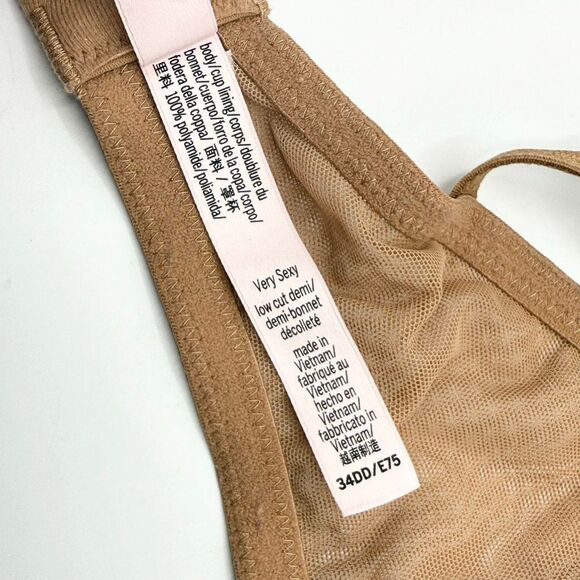 body/cup lining/corps/doublure du
bonnet/cuerpo/forro de la copa/corpo/
fodera della coppa/ 面料 / 罩杯
里料 100% polyamide/poliamida/
Very Sexy
low cut demi/
demi-bonnet
décolleté
made in
Vietnam/
fabriqué au
Vietnam/
hecho en
Vietnam/
fabbricato in
Vietnam/
越南制造
34DD/E75